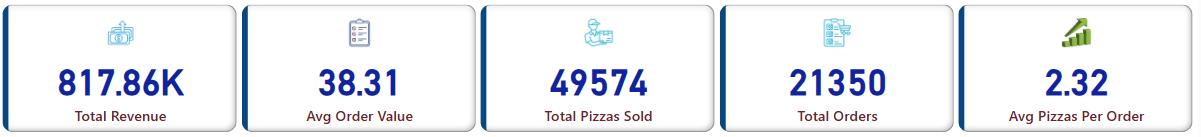 817.86K
Total Revenue
38.31
Avg Order Value
49574
Total Pizzas Sold
21350
Total Orders
2.32
Avg Pizzas Per Order